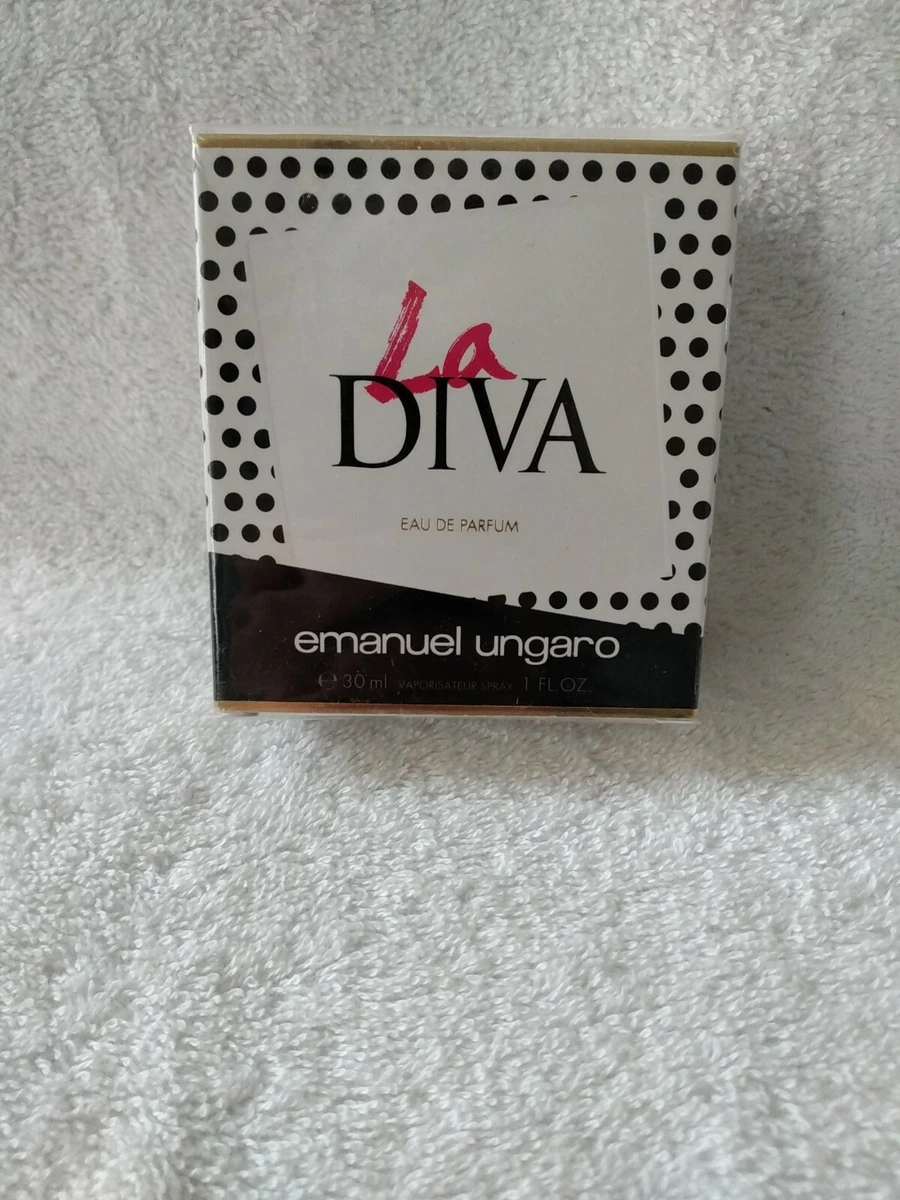 La
DIVA
EAU DE PARFUM
emanuel ungaro
℮ 30 ml VAPORISATEUR SPRAY 1 FL.OZ.